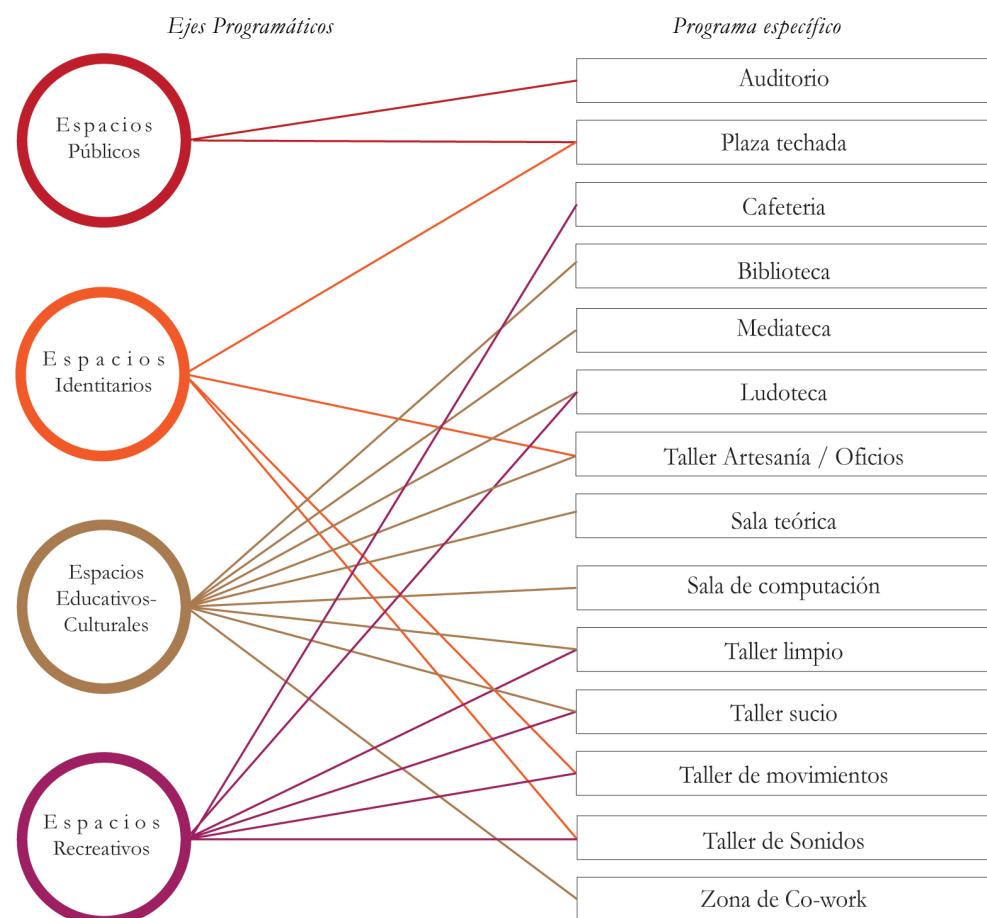 Ejes Programáticos
Programa específico
Espacios
Públicos
Espacios
Identitarios
Espacios
Educativos-
Culturales
Espacios
Recreativos
Auditorio
Plaza techada
Cafeteria
Biblioteca
Mediateca
Ludoteca
Taller Artesanía / Oficios
Sala teórica
Sala de computación
Taller limpio
Taller sucio
Taller de movimientos
Taller de Sonidos
Zona de Co-work